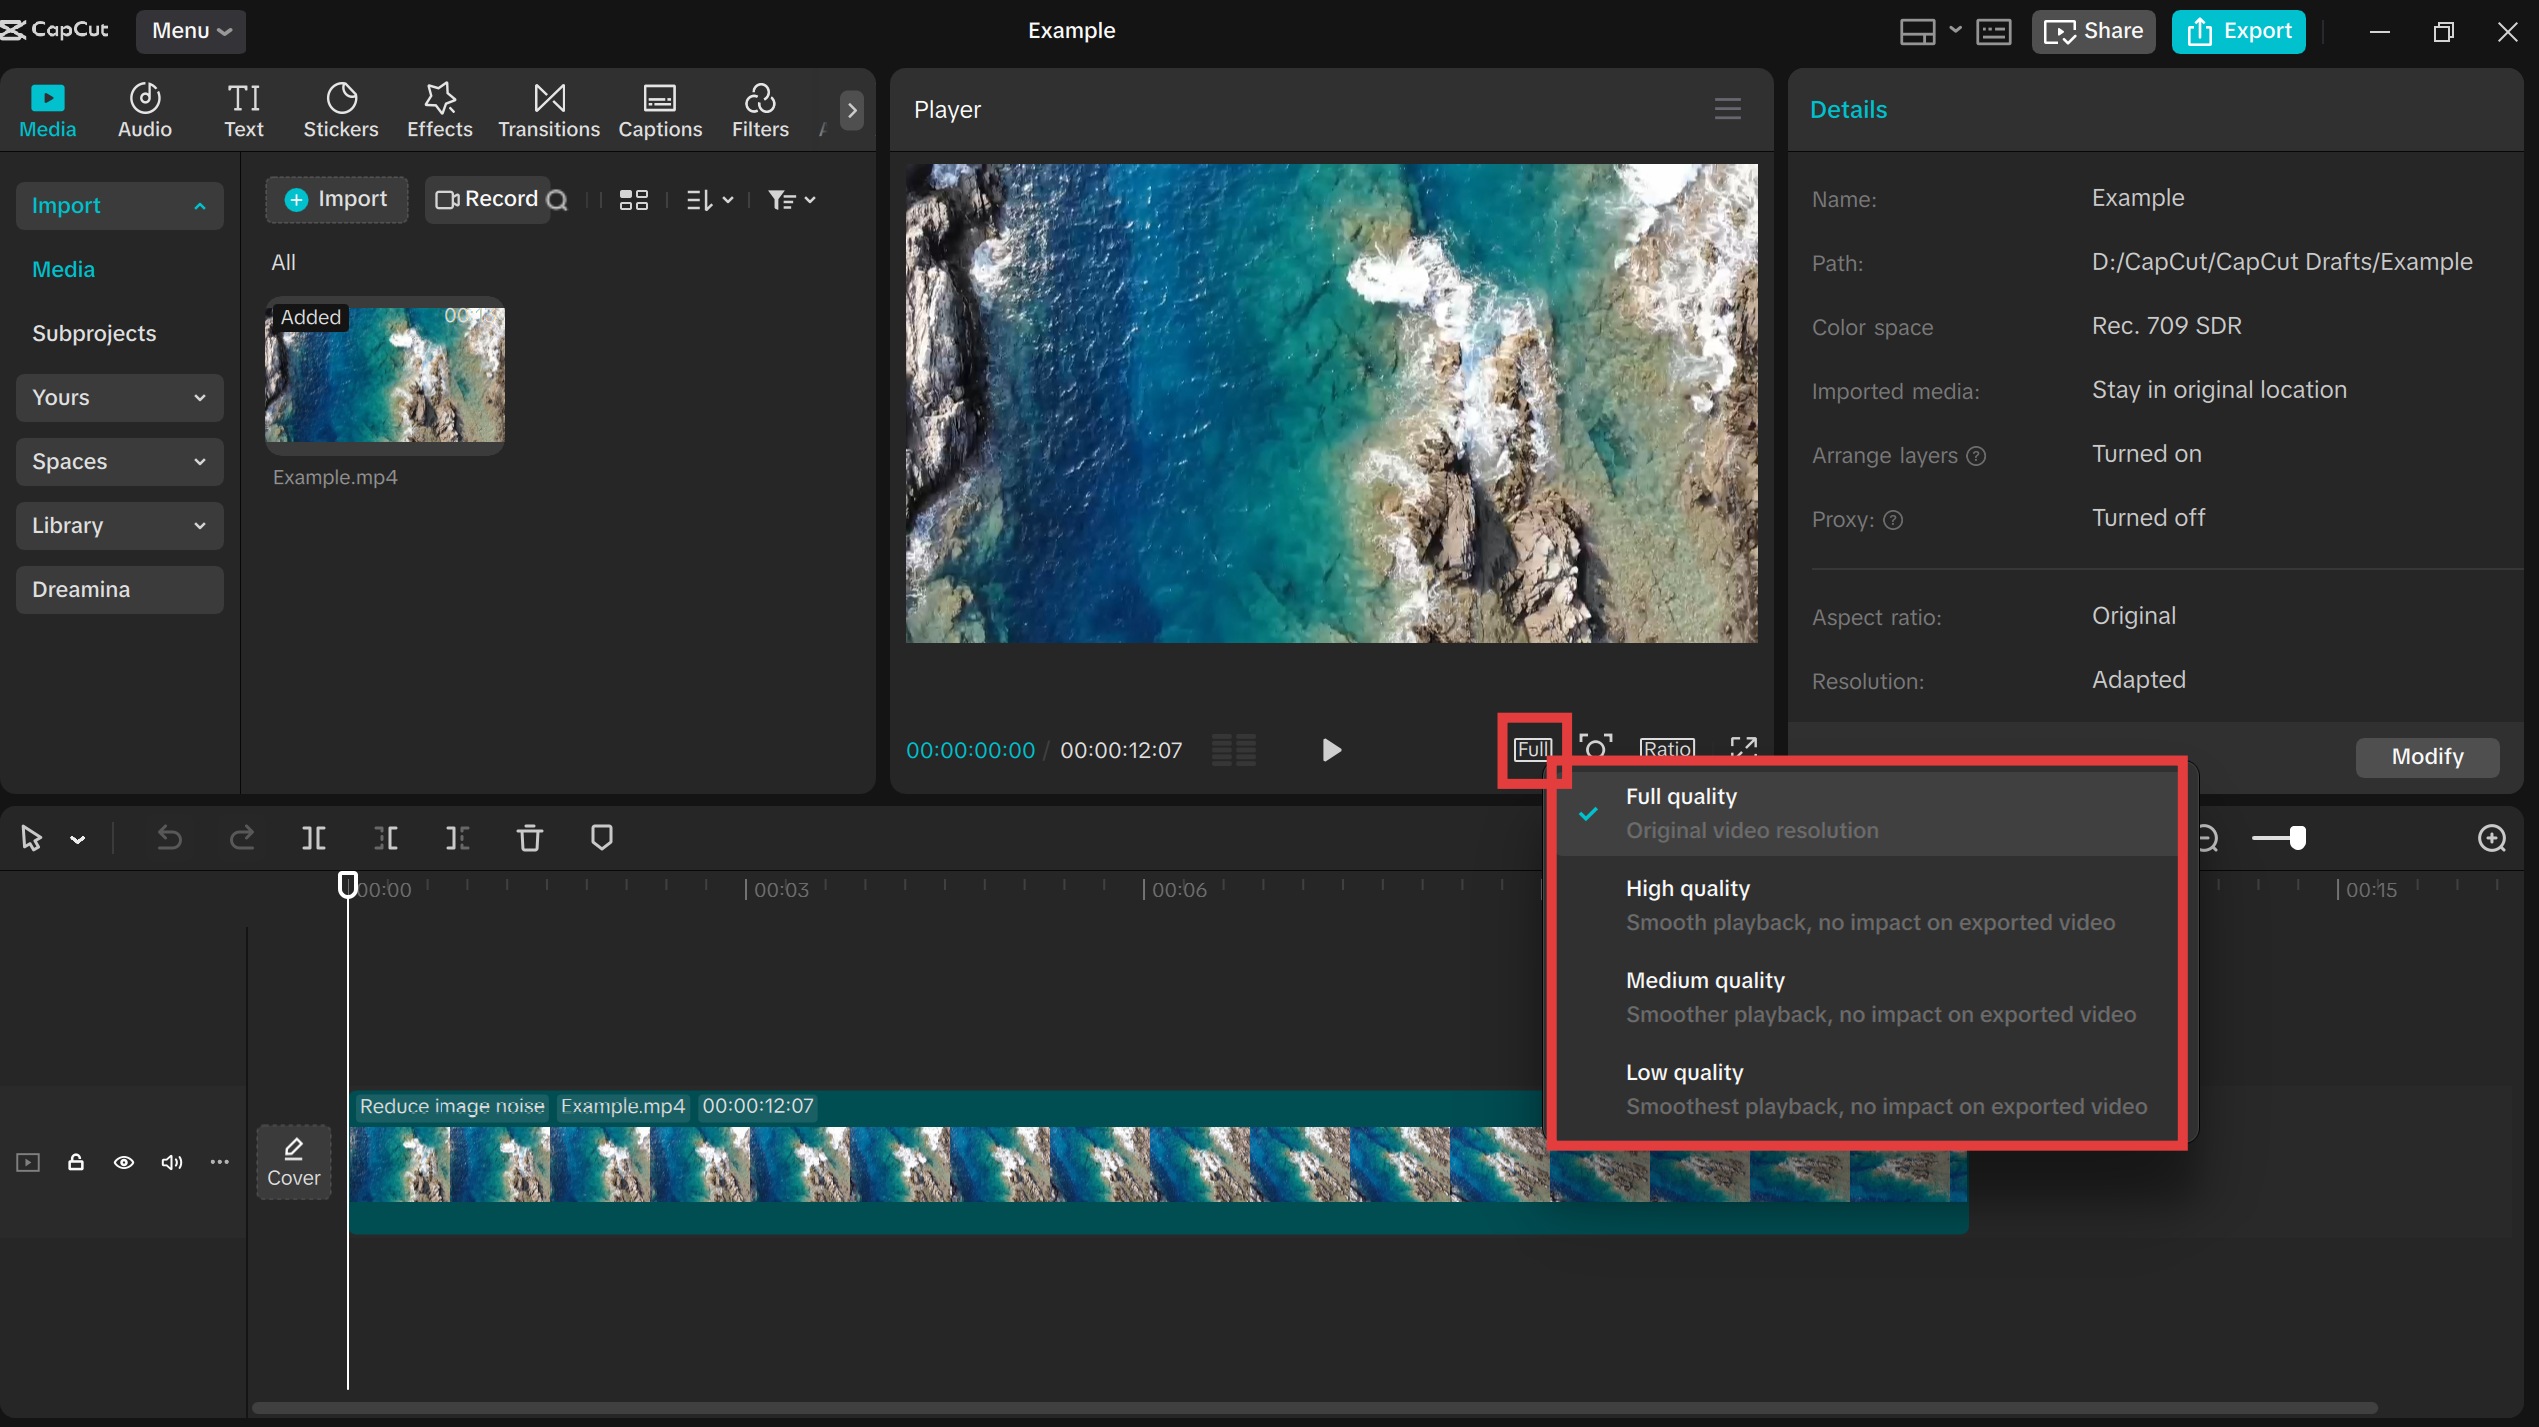 CapCut
Menu
Example
Share
Export
Media
Audio
Text
Stickers
Effects
Transitions
Captions
Filters
Player
Details
Import
Media
Subprojects
Yours
Spaces
Library
Dreamina
Import
Record
All
Added
Example.mp4
Name: Example
Path: D:/CapCut/CapCut Drafts/Example
Color space Rec. 709 SDR
Imported media: Stay in original location
Arrange layers ? Turned on
Proxy: ? Turned off
Aspect ratio: Original
Resolution: Adapted
Modify
00:00:00:00 / 00:00:12:07
Full
Ratio
Full quality
Original video resolution
High quality
Smooth playback, no impact on exported video
Medium quality
Smoother playback, no impact on exported video
Low quality
Smoothest playback, no impact on exported video
00:00
00:03
00:06
00:15
Reduce image noise Example.mp4 00:00:12:07
Cover